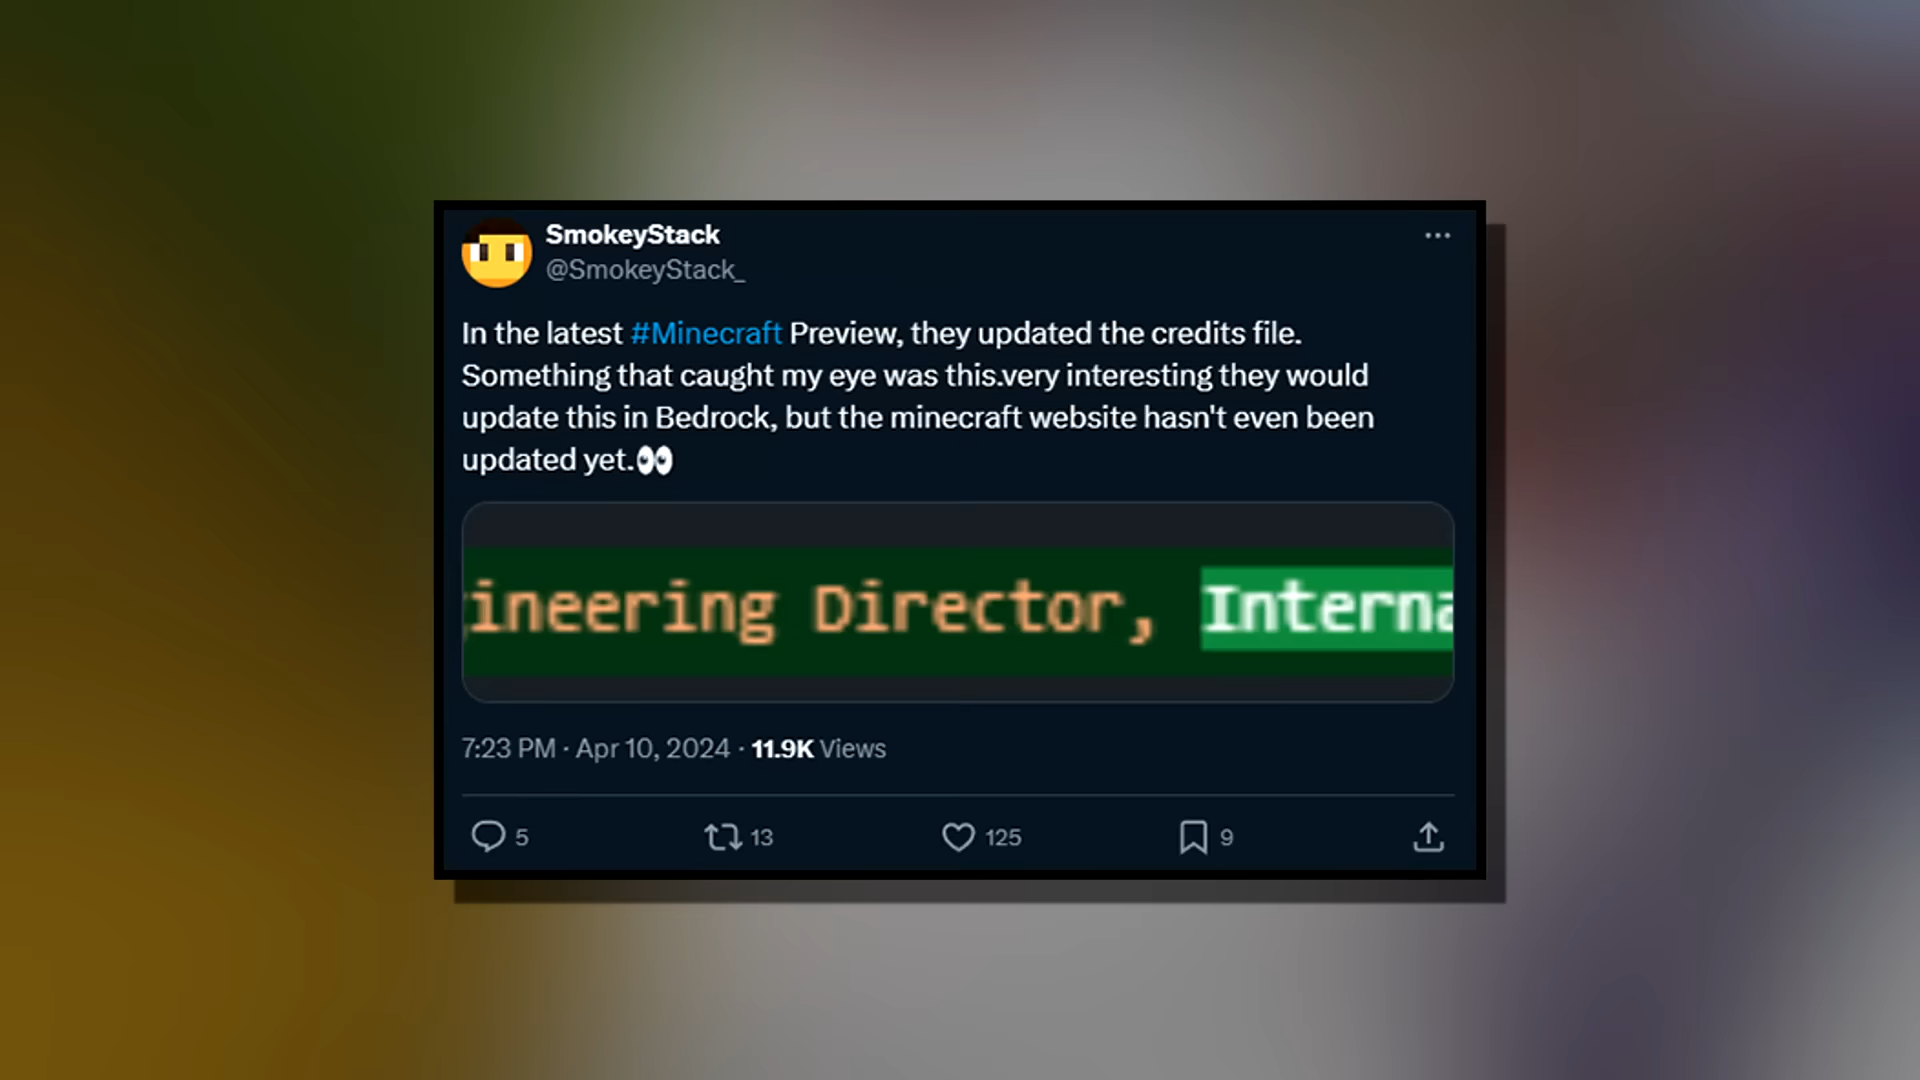 SmokeyStack
@SmokeyStack_
In the latest #Minecraft Preview, they updated the credits file.
Something that caught my eye was this.very interesting they would
update this in Bedrock, but the minecraft website hasn't even been
updated yet.👀
ineering Director, Interna
7:23 PM · Apr 10, 2024 · 11.9K Views
5 13 125 9